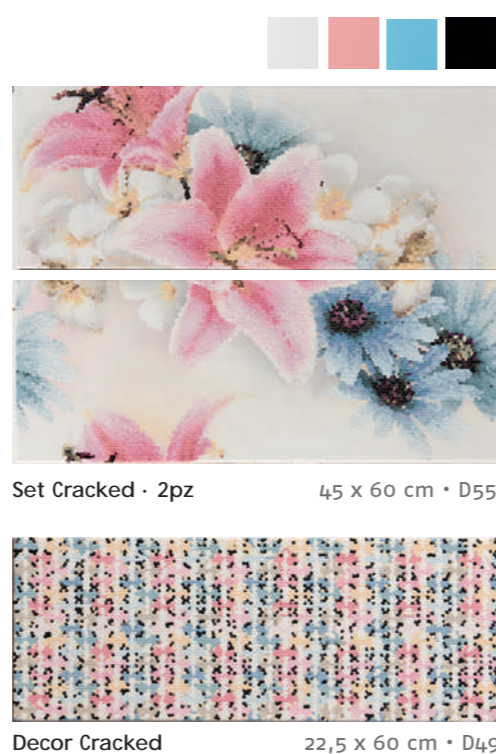 Set Cracked · 2pz 45 x 60 cm • D55
Decor Cracked 22,5 x 60 cm • D49